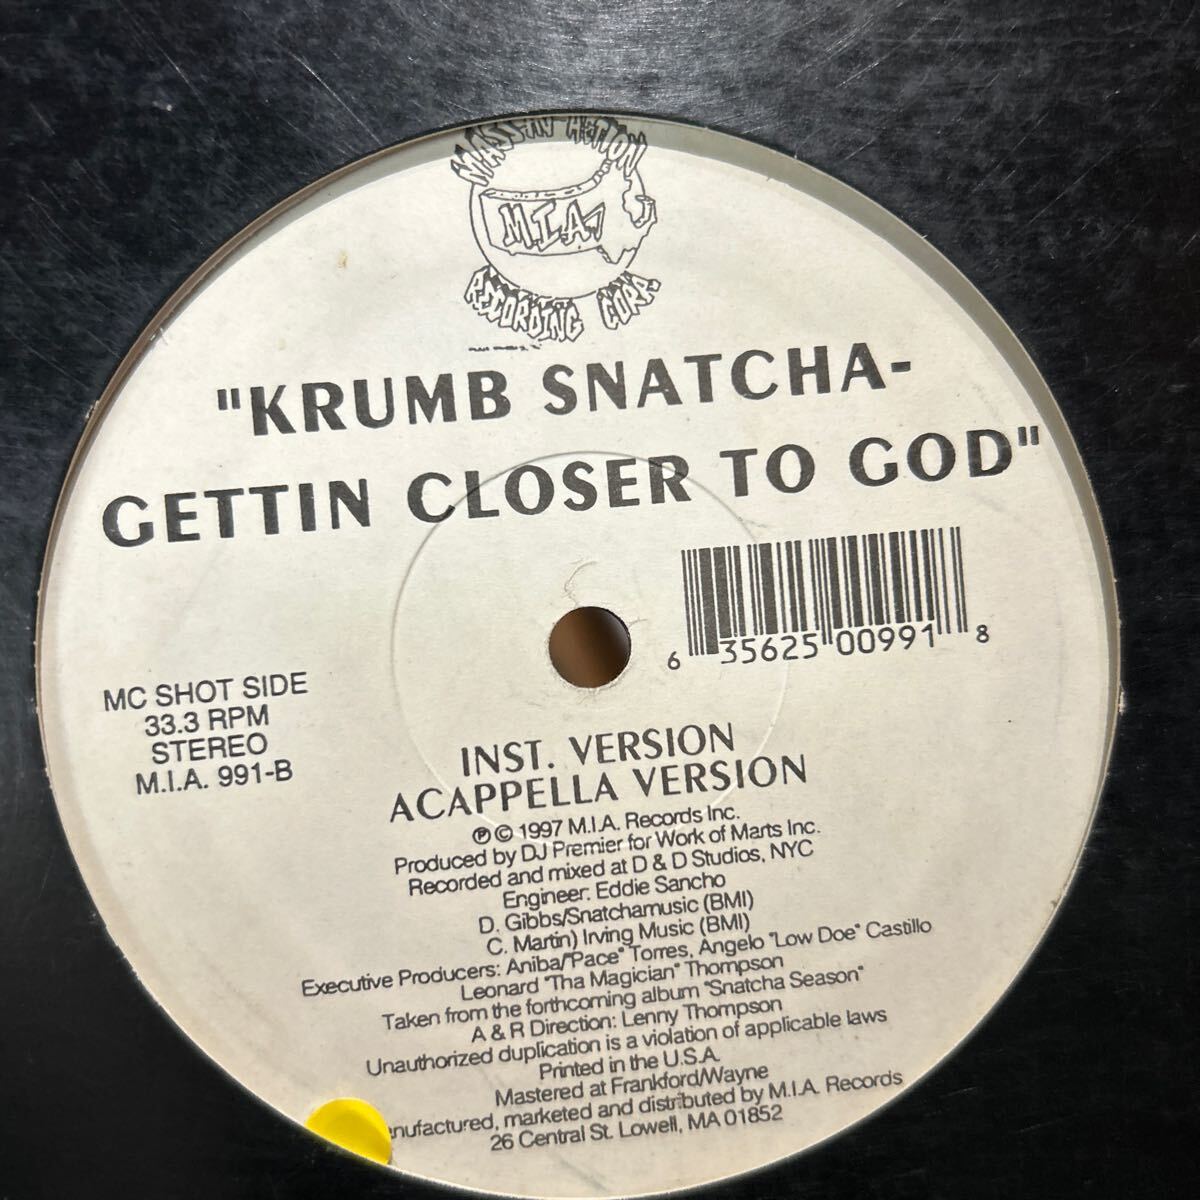 MASS IN ACTION
M.I.A.
RECORDING CORP.
"KRUMB SNATCHA-
GETTIN CLOSER TO GOD"
6 35625 00991 8
MC SHOT SIDE
33.3 RPM
STEREO
M.I.A. 991-B
INST. VERSION
ACAPPELLA VERSION
℗ © 1997 M.I.A. Records Inc.
Produced by DJ Premier for Work of Marts Inc.
Recorded and mixed at D & D Studios, NYC
Engineer: Eddie Sancho
D. Gibbs/Snatchamusic (BMI)
C. Martin) Irving Music (BMI)
Executive Producers: Aniba/"Pace" Torres, Angelo "Low Doe" Castillo
Leonard "Tha Magician" Thompson
Taken from the forthcoming album "Snatcha Season"
A & R Direction: Lenny Thompson
Unauthorized duplication is a violation of applicable laws
Printed in the U.S.A.
Mastered at Frankford/Wayne
nufactured, marketed and distributed by M.I.A. Records
26 Central St. Lowell, MA 01852